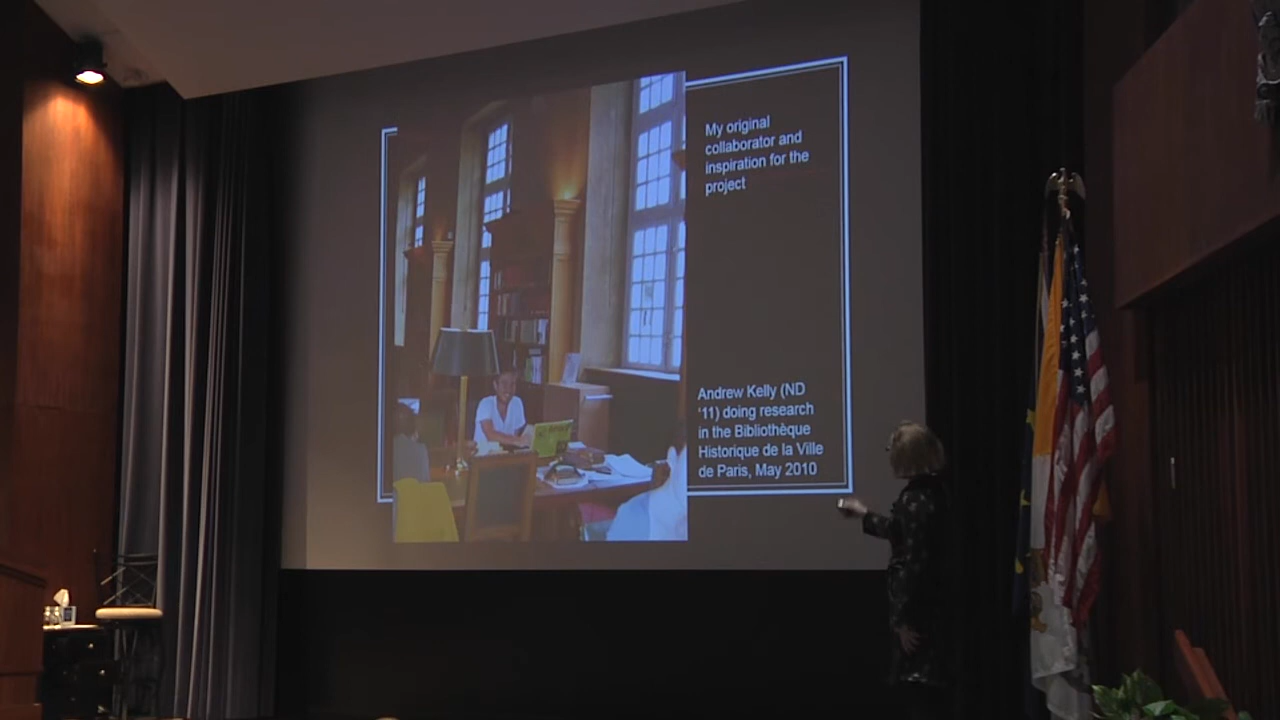 My original
collaborator and
inspiration for the
project
Andrew Kelly (ND
'11) doing research
in the Bibliothèque
Historique de la Ville
de Paris, May 2010